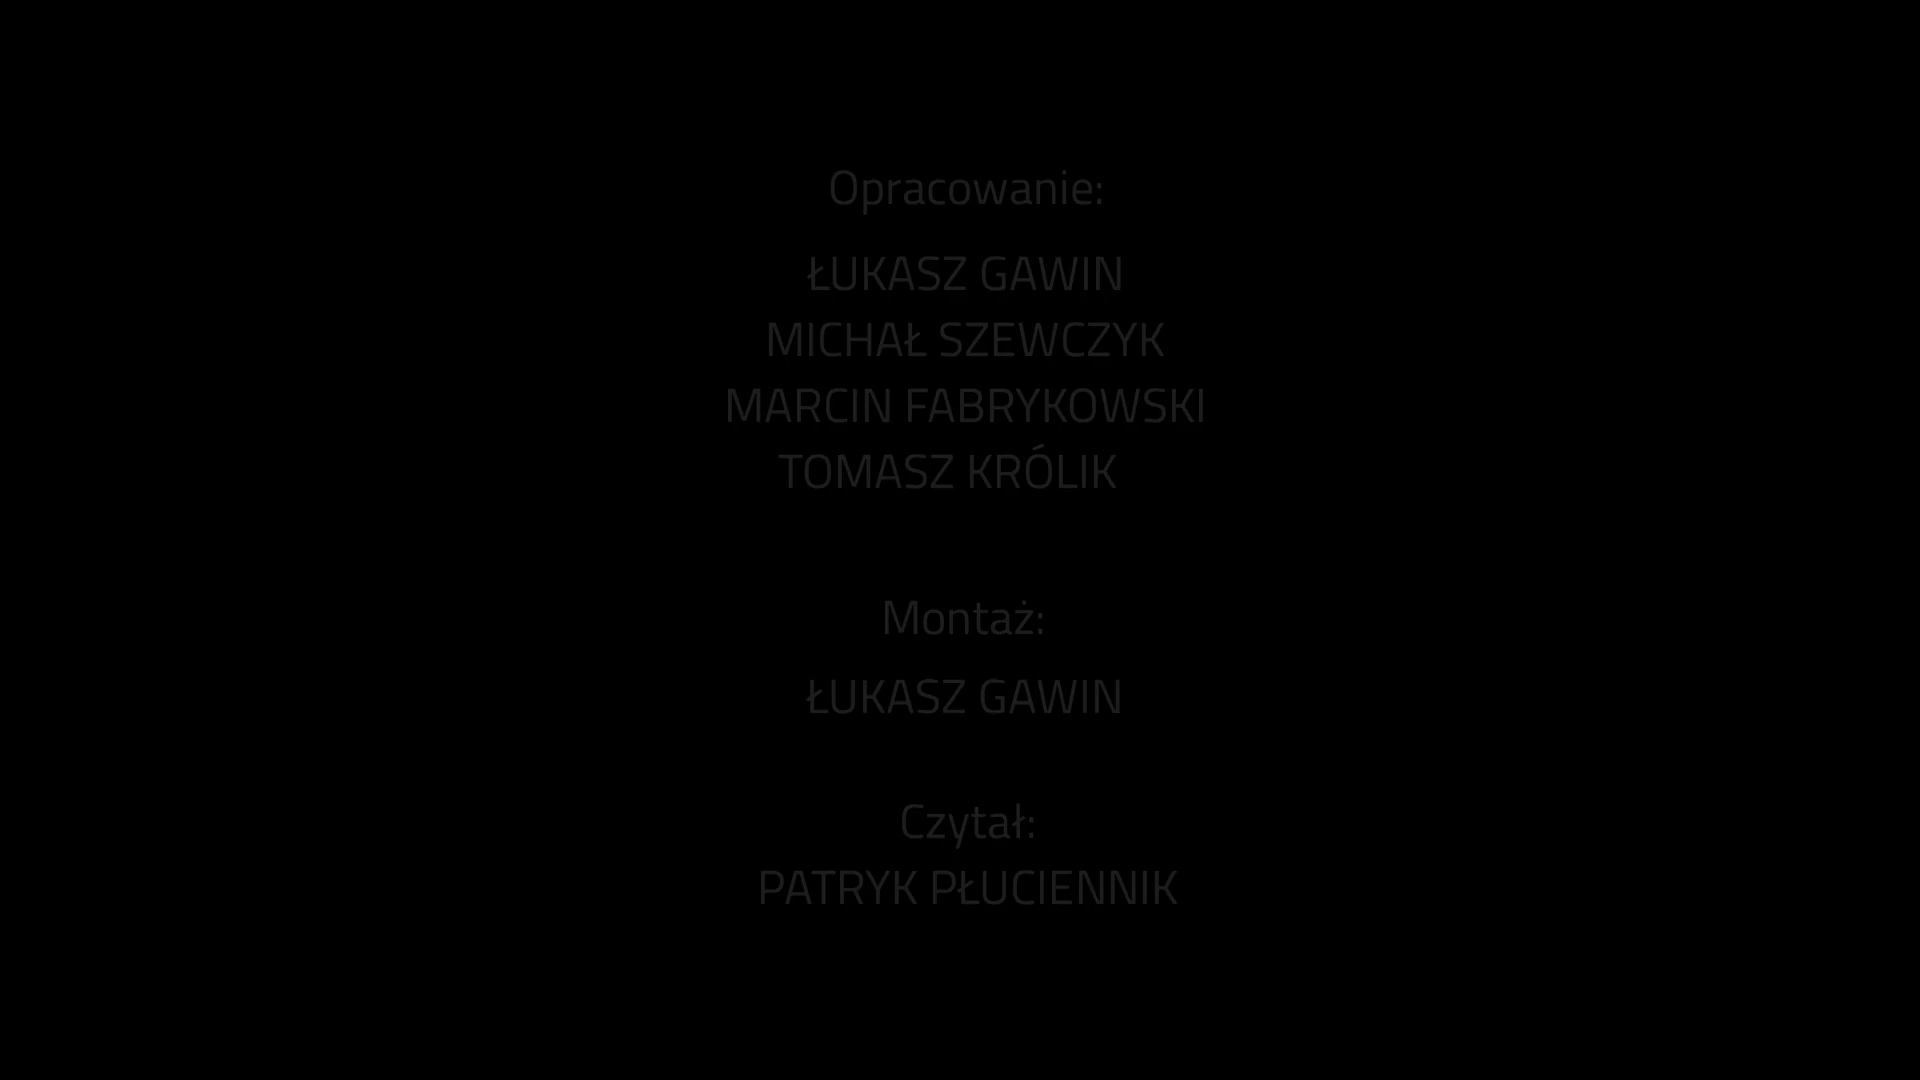 Opracowanie:
ŁUKASZ GAWIN
MICHAŁ SZEWCZYK
MARCIN FABRYKOWSKI
TOMASZ KRÓLIK
Montaż:
ŁUKASZ GAWIN
Czytał:
PATRYK PŁUCIENNIK